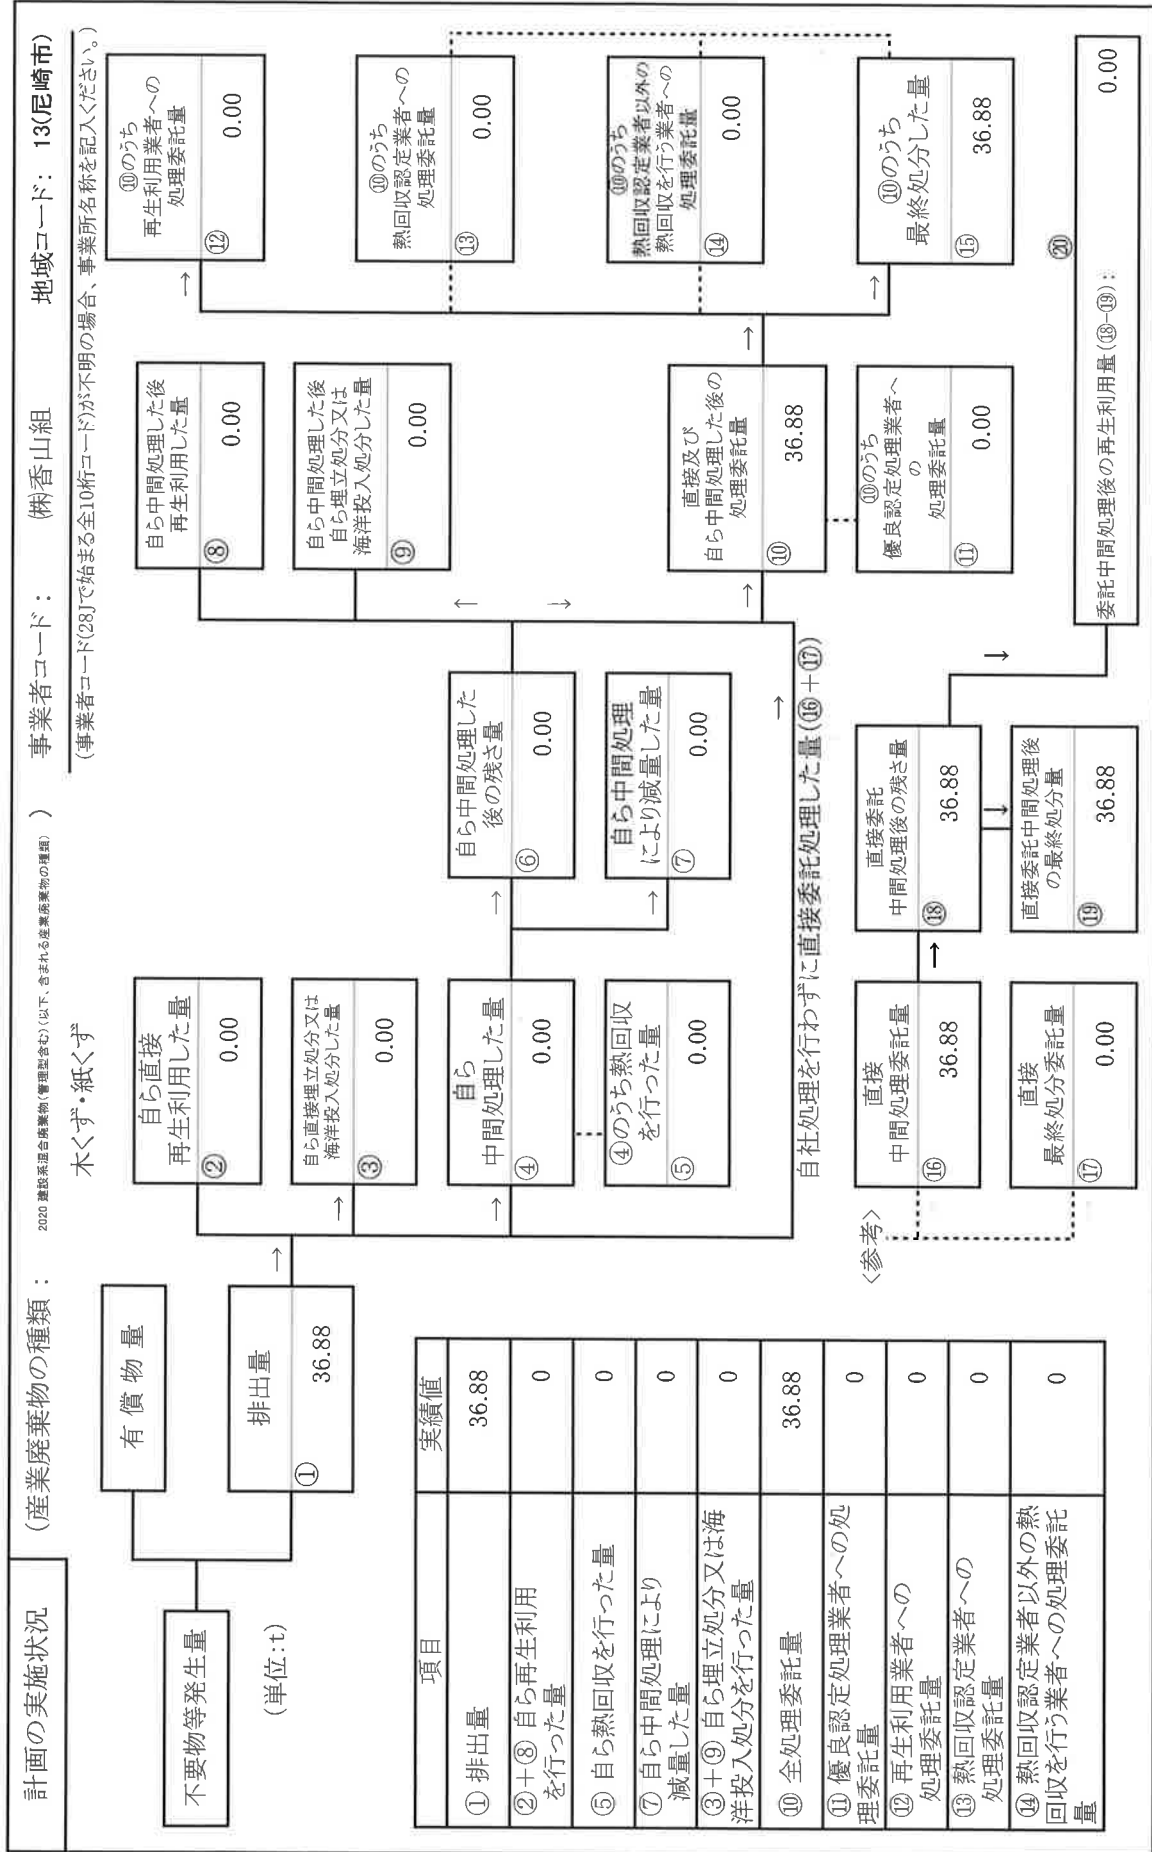 計画の実施状況
(産業廃棄物の種類：
2020 建設系混合廃棄物(管理型含む)(以下、含まれる産業廃棄物の種類)
)
木くず・紙くず
事業者コード：
(株)香山組
地域コード：
13(尼崎市)
(事業者コード(28Jで始まる全10桁コード)が不明の場合、事業所名称を記入ください。)
不要物等発生量
(単位:t)
有償物量
排出量
①
36.88
→
自ら直接
再生利用した量
②
0.00
→
自ら直接埋立処分又は
海洋投入処分した量
③
0.00
→
自ら
中間処理した量
④
0.00
④のうち熱回収
を行った量
⑤
0.00
→
自ら中間処理した
後の残さ量
⑥
0.00
→
自ら中間処理
により減量した量
⑦
0.00
↑
↓
自ら中間処理した後
再生利用した量
⑧
0.00
自ら中間処理した後
自ら埋立処分又は
海洋投入処分した量
⑨
0.00
→
自社処理を行わずに直接委託処理した量(⑯＋⑰)
→
直接及び
自ら中間処理した後の
処理委託量
⑩
36.88
→
⑩のうち
優良認定処理業者へ
の
処理委託量
⑪
0.00
→
⑩のうち
再生利用業者への
処理委託量
⑫
0.00
⑩のうち
熱回収認定業者への
処理委託量
⑬
0.00
⑩のうち
熱回収認定業者以外の
熱回収を行う業者への
処理委託量
⑭
0.00
→
⑩のうち
最終処分した量
⑮
36.88
<参考>
直接
中間処理委託量
⑯
36.88
→
直接
最終処分委託量
⑰
0.00
直接委託
中間処理後の残さ量
⑱
36.88
↓
直接委託中間処理後
の最終処分量
⑲
36.88
↓
⑳
委託中間処理後の再生利用量(⑱-⑲)：
0.00
項目
実績値
① 排出量
36.88
②＋⑧ 自ら再生利用
を行った量
0
⑤ 自ら熱回収を行った量
0
⑦ 自ら中間処理により
減量した量
0
③＋⑨ 自ら埋立処分又は海
洋投入処分を行った量
0
⑩ 全処理委託量
36.88
⑪ 優良認定処理業者への処
理委託量
0
⑫ 再生利用業者への
処理委託量
0
⑬ 熱回収認定業者への
処理委託量
0
⑭ 熱回収認定業者以外の熱
回収を行う業者への処理委託
量
0